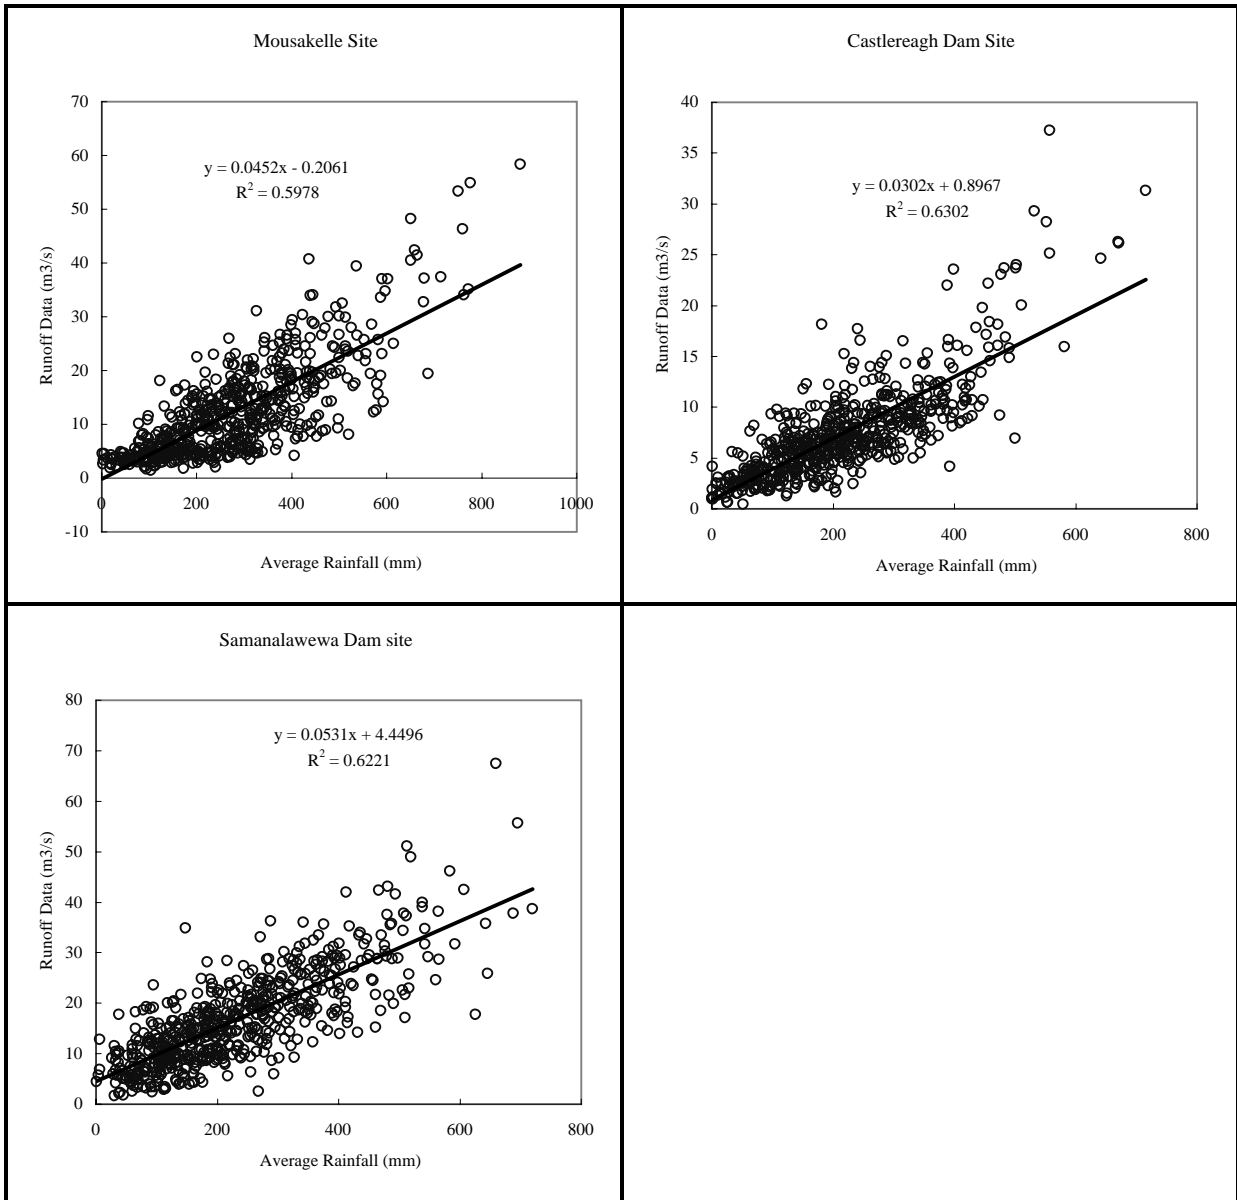 Mousakelle Site
70
60
50
40
30
20
10
0
-10
y = 0.0452x - 0.2061
R2 = 0.5978
Runoff Data (m3/s)
0 200 400 600 800 1000
Average Rainfall (mm)
Castlereagh Dam Site
40
35
30
25
20
15
10
5
0
y = 0.0302x + 0.8967
R2 = 0.6302
Runoff Data (m3/s)
0 200 400 600 800
Average Rainfall (mm)
Samanalawewa Dam site
80
70
60
50
40
30
20
10
0
y = 0.0531x + 4.4496
R2 = 0.6221
Runoff Data (m3/s)
0 200 400 600 800
Average Rainfall (mm)